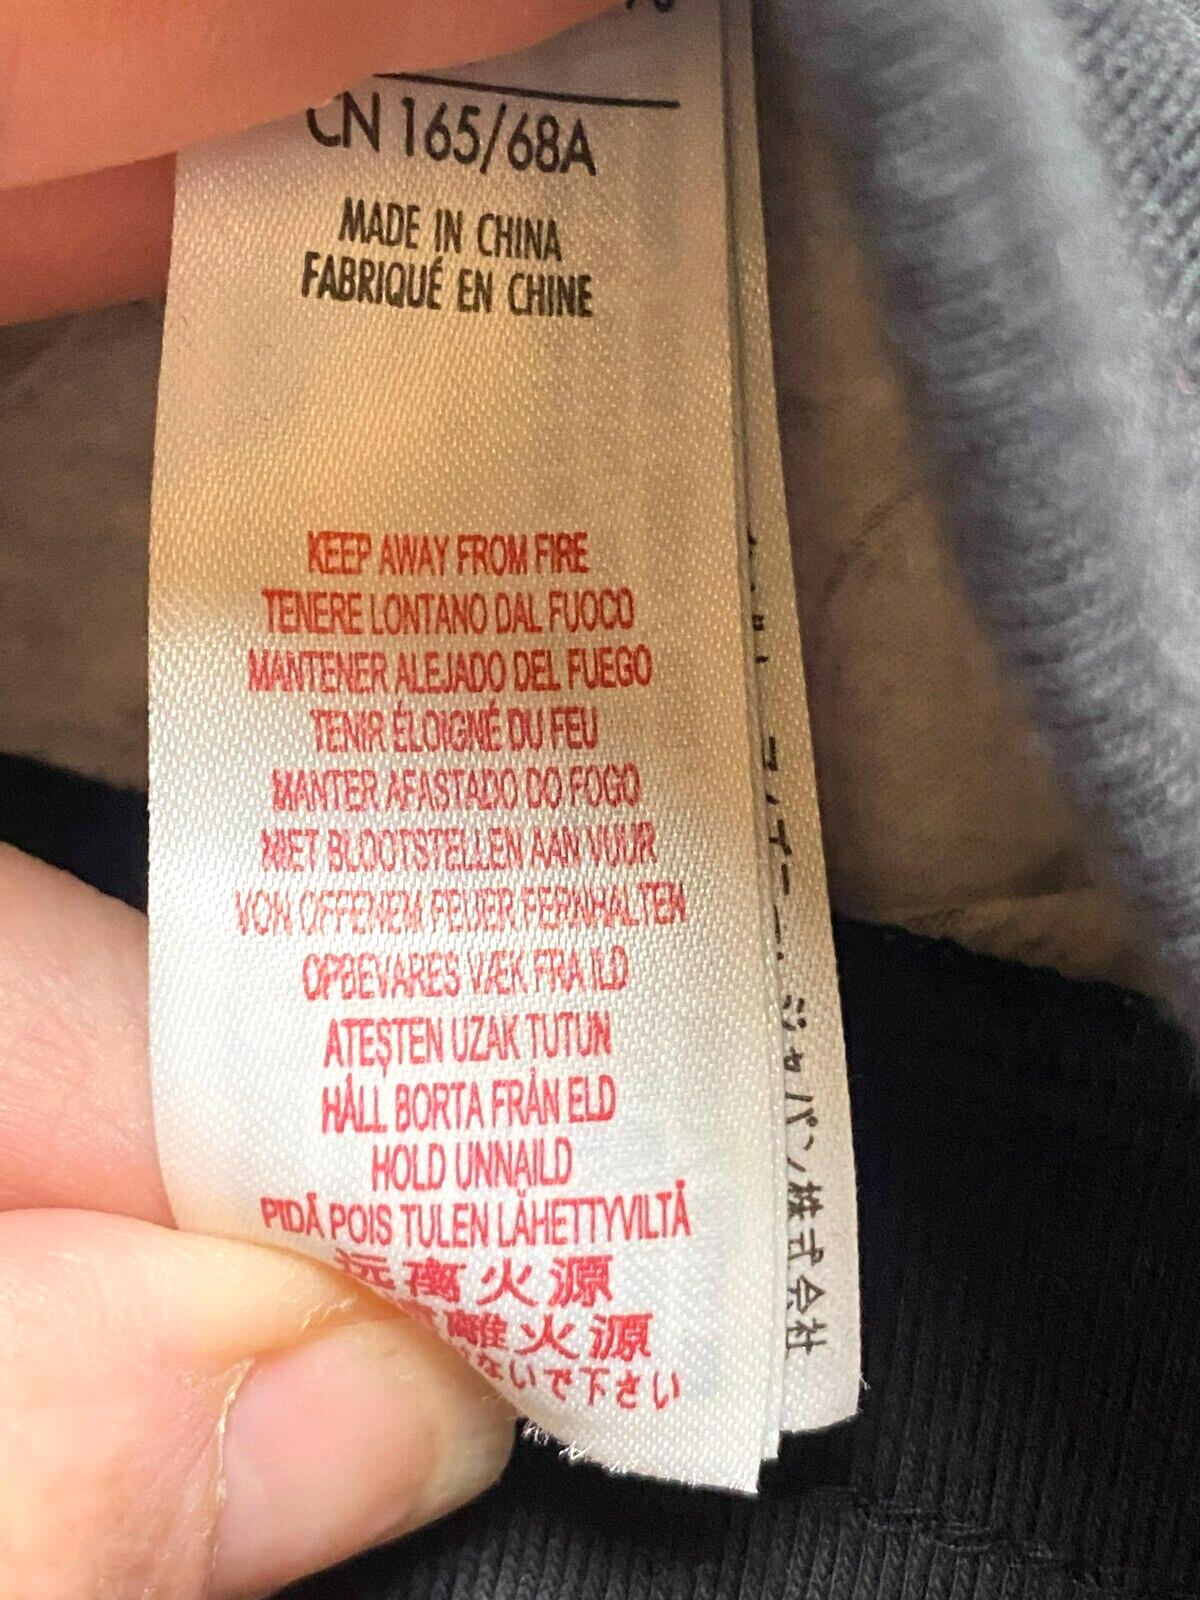 CN 165/68A
MADE IN CHINA
FABRIQUÉ EN CHINE
KEEP AWAY FROM FIRE
TENERE LONTANO DAL FUOCO
MANTENER ALEJADO DEL FUEGO
TENIR ÉLOIGNÉ DU FEU
MANTER AFASTADO DO FOGO
NIET BLOOTSTELLEN AAN VUUR
VON OFFENEM FEUER FERNHALTEN
OPBEVARES VÆK FRA ILD
ATEŞTEN UZAK TUTUN
HÅLL BORTA FRÅN ELD
HOLD UNNAILD
PIDÄ POIS TULEN LÄHETTYVILTÄ
远离火源
離火源
ないで下さい
ジャパン株式会社